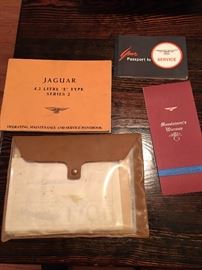 JAGUAR
4.2 LITRE 'E' TYPE
SERIES 2
OPERATING, MAINTENANCE AND SERVICE HANDBOOK
Your
Passport to
SERVICE
Manufacturer's
Warranty